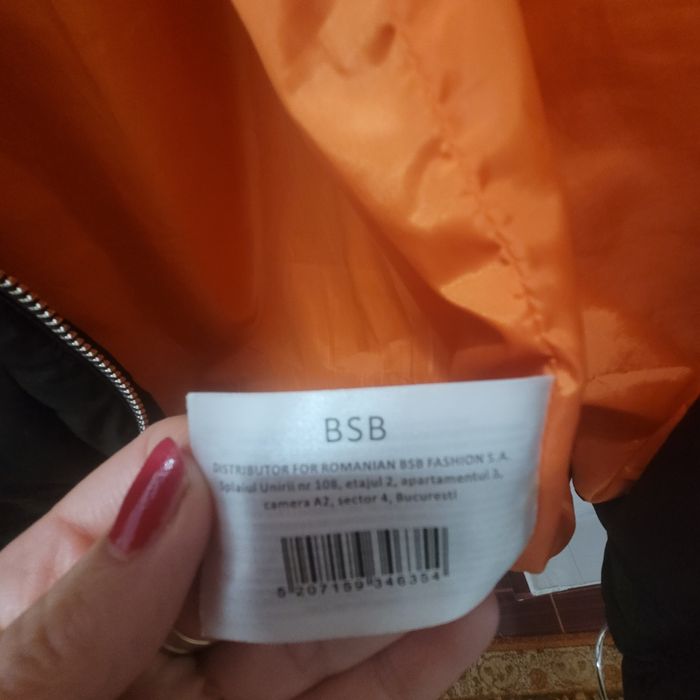 BSB
DISTRIBUTOR FOR ROMANIAN BSB FASHION S.A.
Splaiul Unirii nr 108, etajul 2, apartamentul 3,
camera A2, sector 4, Bucuresti
5 207159 346354